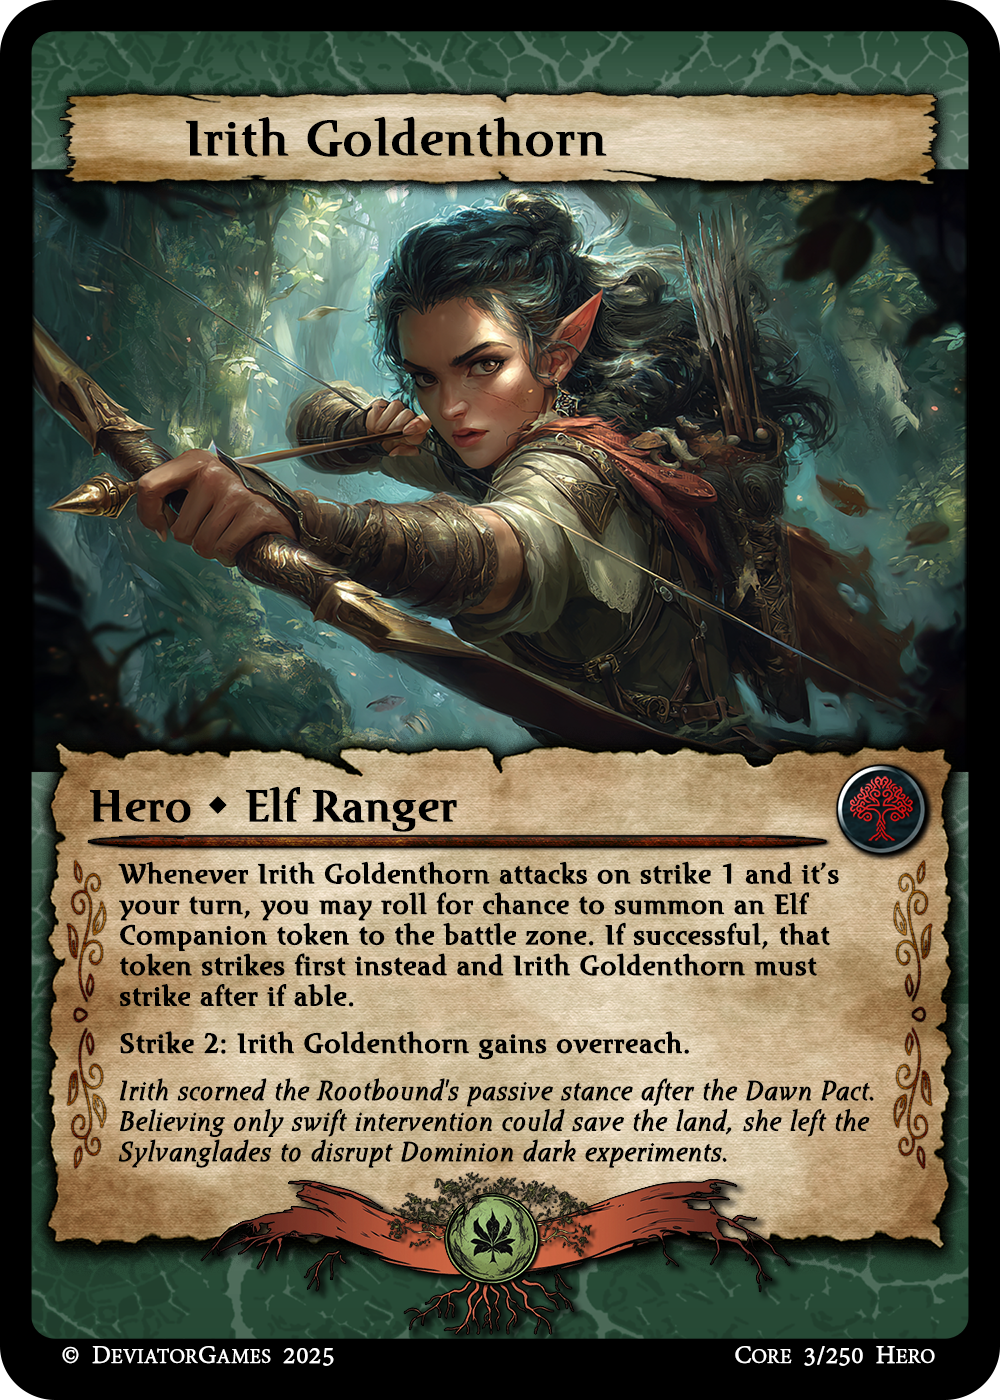 Irith Goldenthorn
Hero ⬥ Elf Ranger
Whenever Irith Goldenthorn attacks on strike 1 and it's
your turn, you may roll for chance to summon an Elf
Companion token to the battle zone. If successful, that
token strikes first instead and Irith Goldenthorn must
strike after if able.
Strike 2: Irith Goldenthorn gains overreach.
Irith scorned the Rootbound's passive stance after the Dawn Pact.
Believing only swift intervention could save the land, she left the
Sylvanglades to disrupt Dominion dark experiments.
© DeviatorGames 2025
Core 3/250 Hero